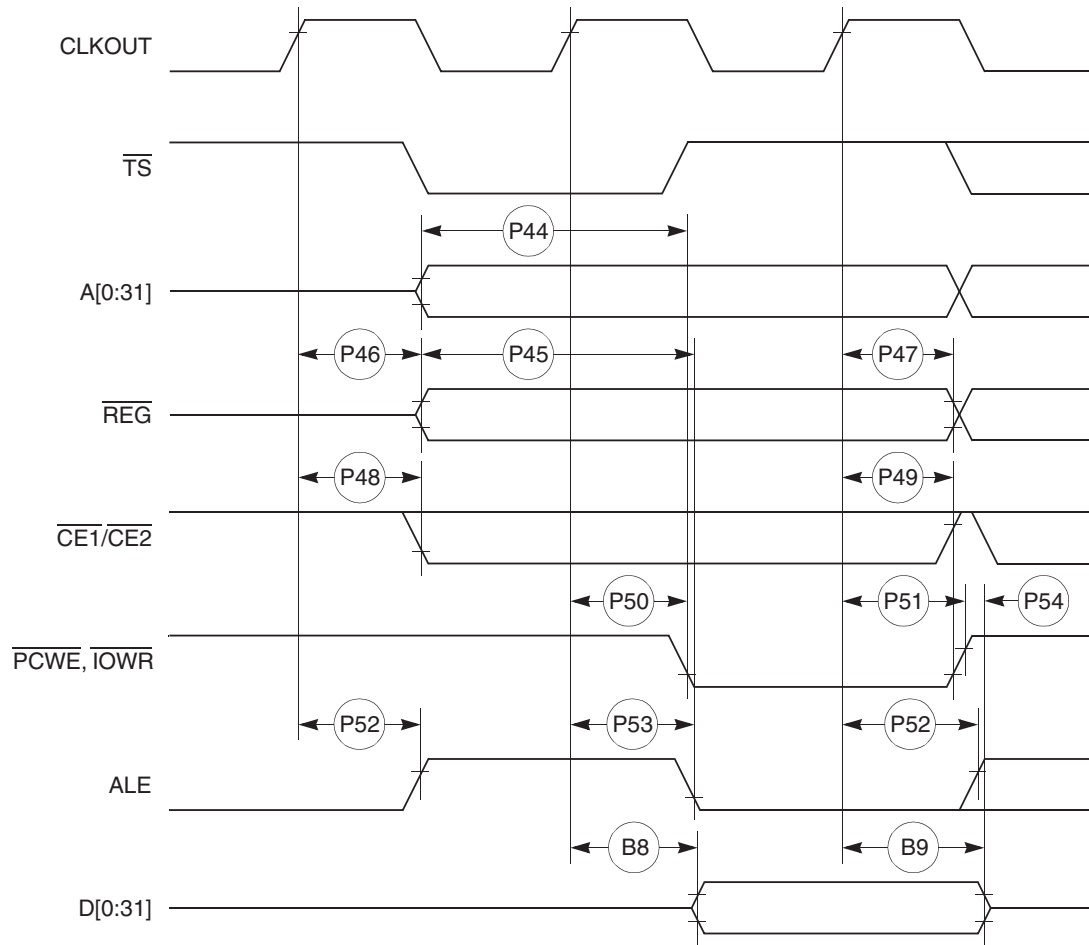 CLKOUT
TS
P44
A[0:31]
P46 P45 P47
REG
P48 P49
CE1/CE2
P50 P51 P54
PCWE, IOWR
P52 P53 P52
ALE
B8 B9
D[0:31]